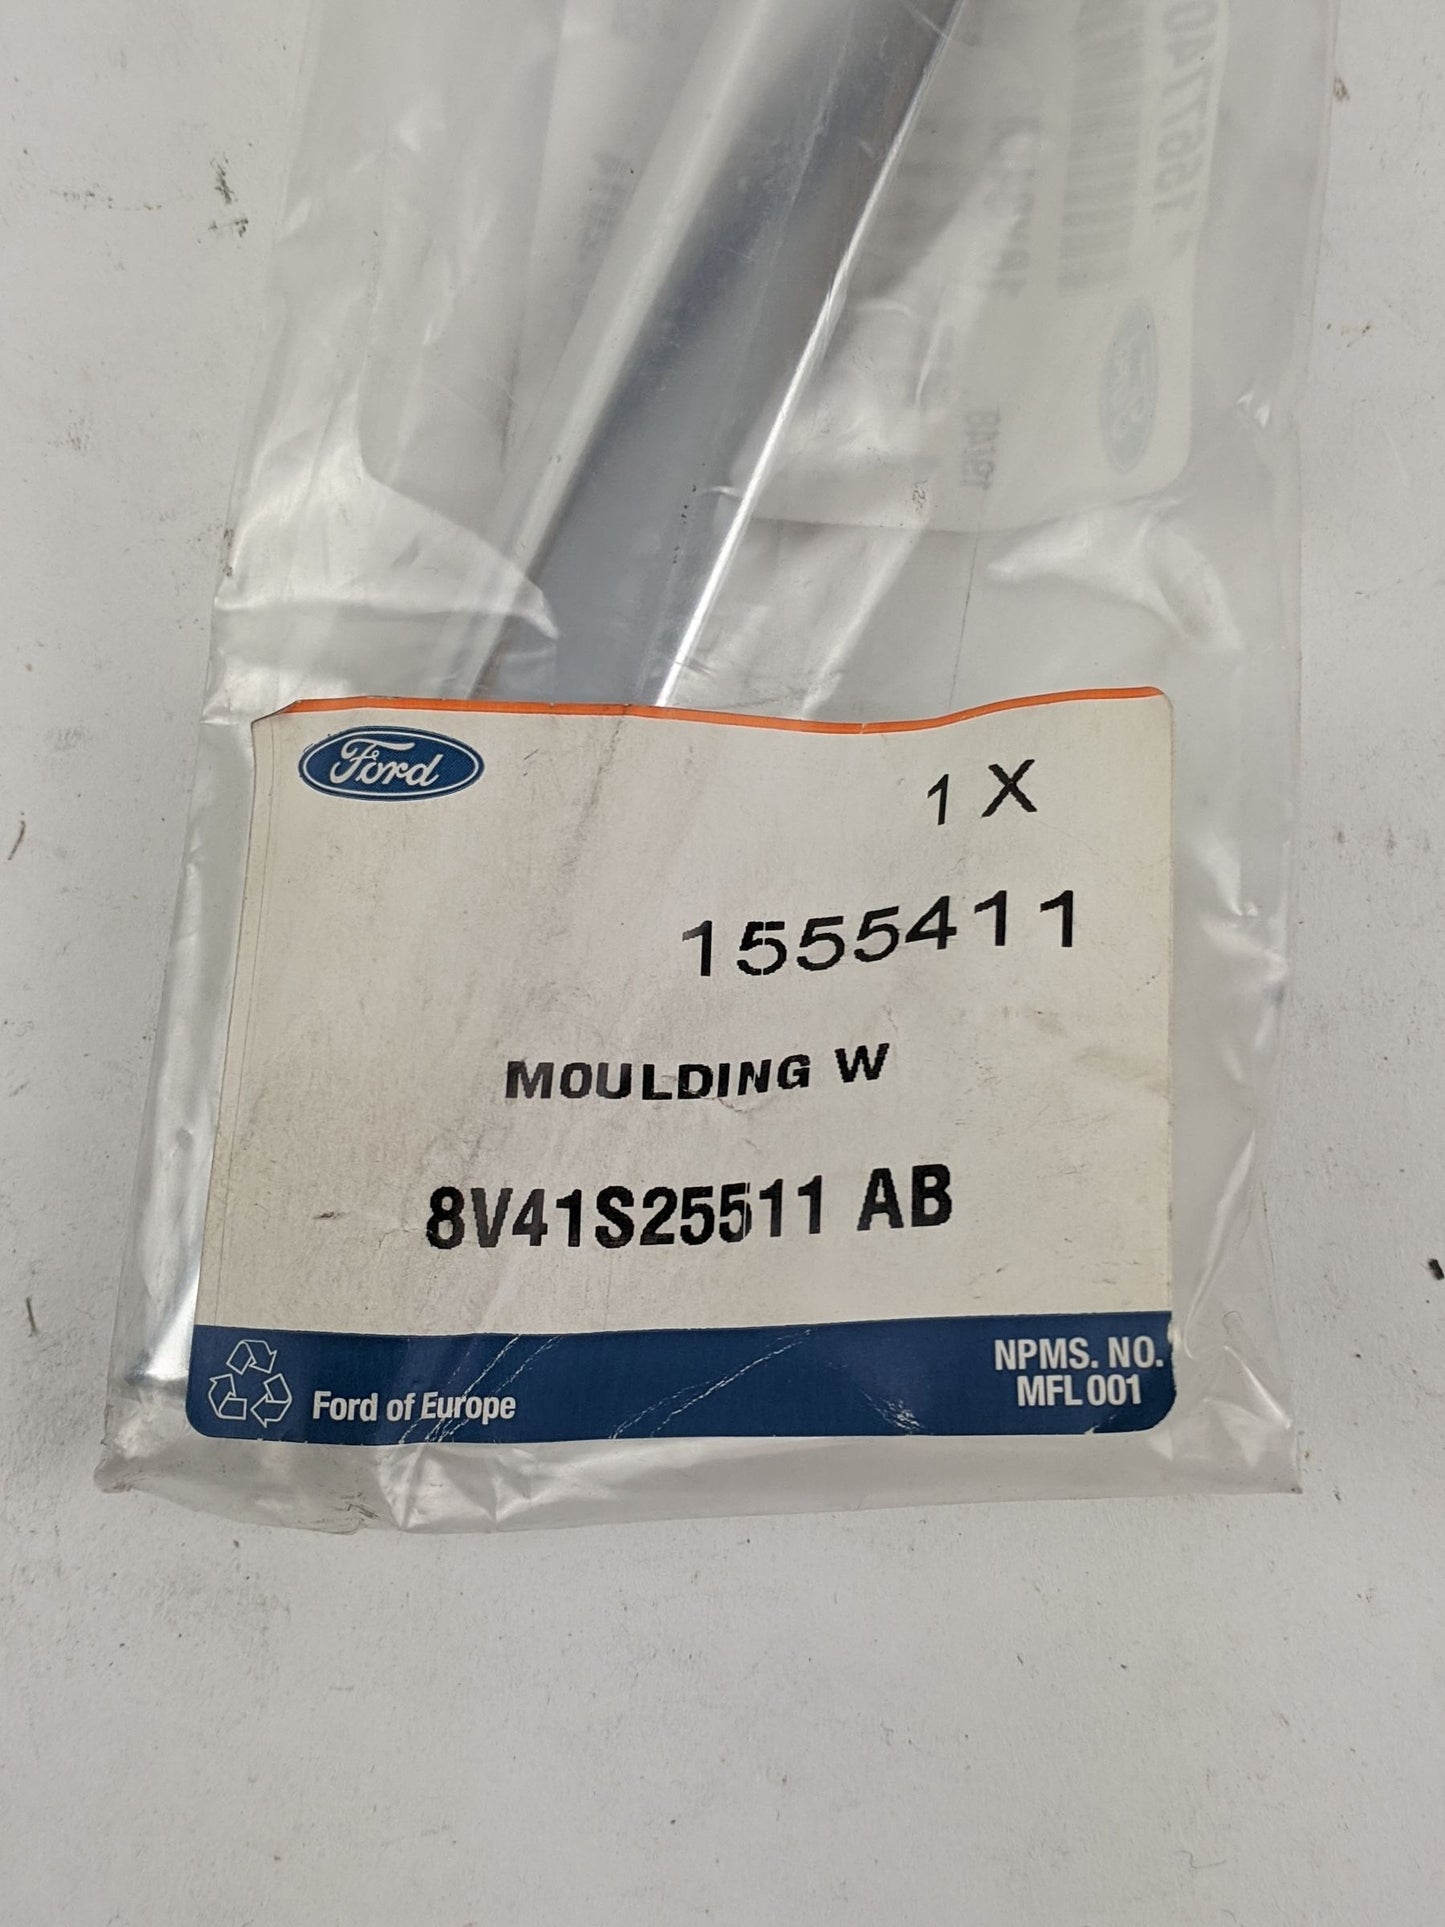 Ford
1 X
1555411
MOULDING W
8V41S25511 AB
Ford of Europe
NPMS. NO.
MFL 001